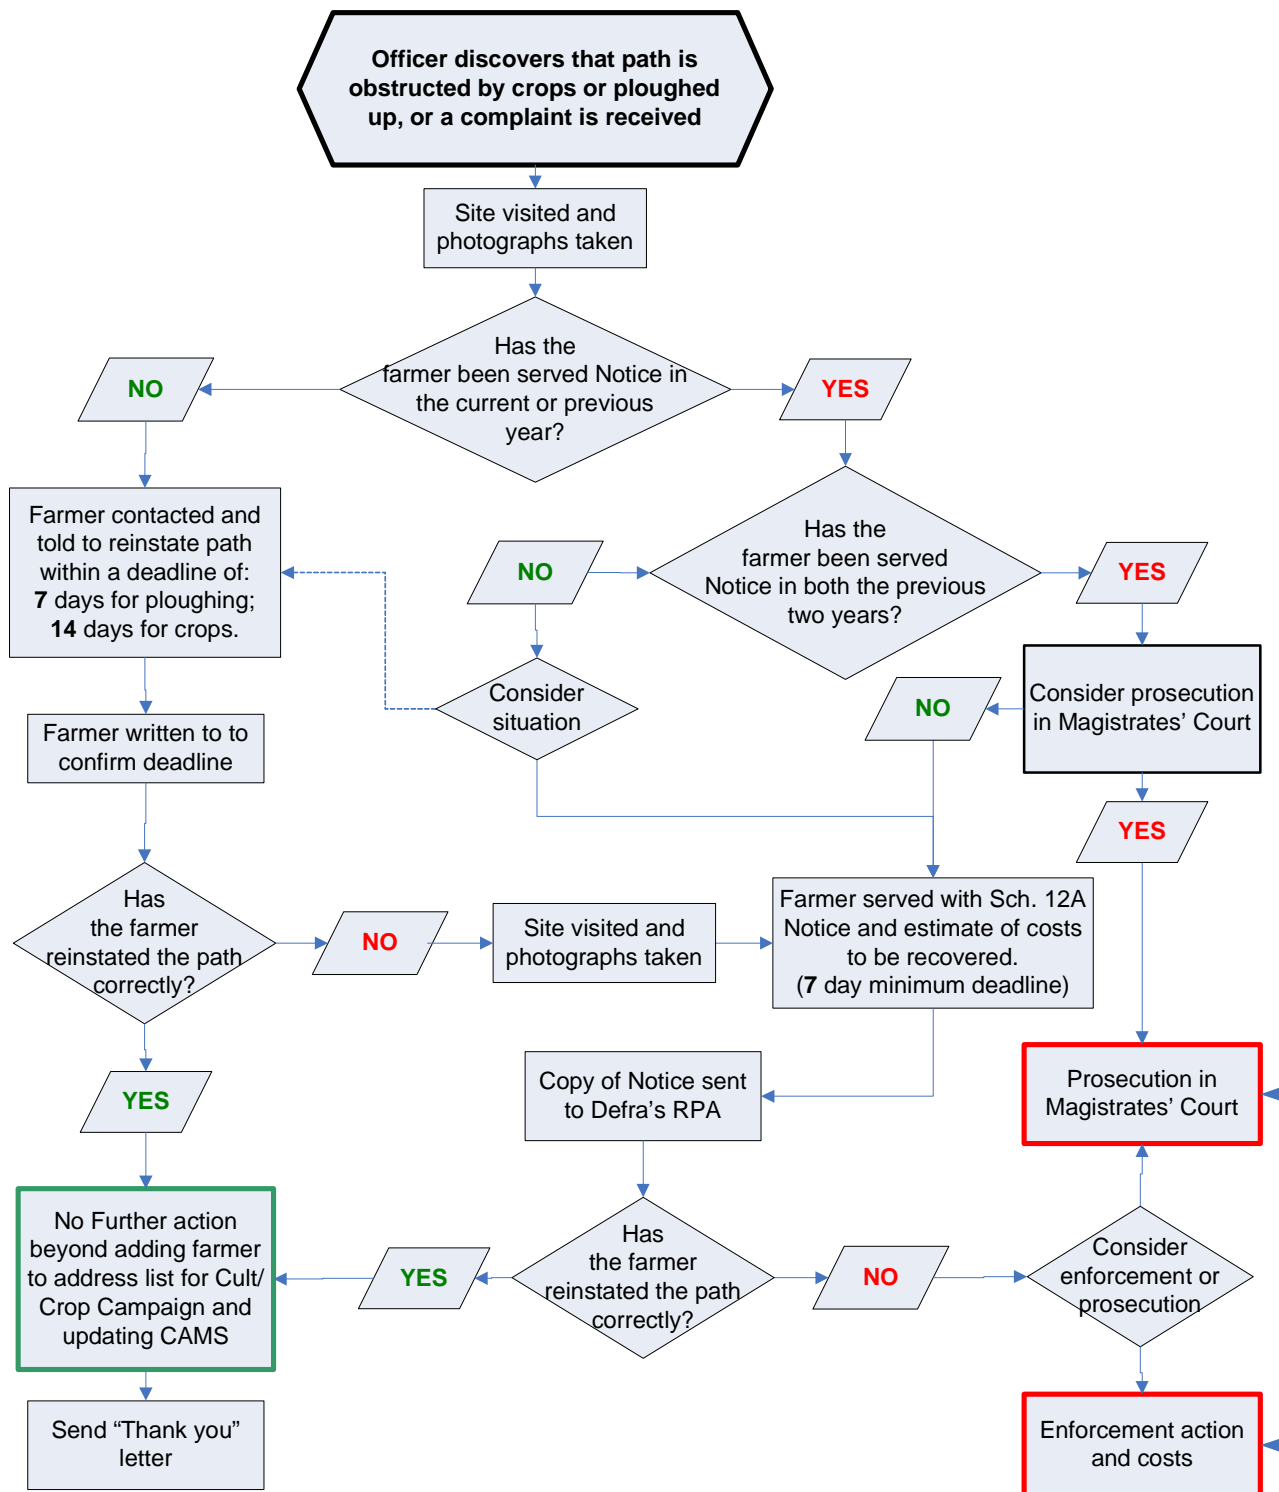 Officer discovers that path is
obstructed by crops or ploughed
up, or a complaint is received
Site visited and
photographs taken
Has the
farmer been served Notice in
the current or previous
year?
NO
YES
Farmer contacted and
told to reinstate path
within a deadline of:
7 days for ploughing;
14 days for crops.
Has the
farmer been served
Notice in both the previous
two years?
NO
YES
Consider
situation
NO
Consider prosecution
in Magistrates’ Court
Farmer written to to
confirm deadline
YES
Has
the farmer
reinstated the path
correctly?
NO
Site visited and
photographs taken
Farmer served with Sch. 12A
Notice and estimate of costs
to be recovered.
(7 day minimum deadline)
YES
Copy of Notice sent
to Defra’s RPA
Prosecution in
Magistrates’ Court
No Further action
beyond adding farmer
to address list for Cult/
Crop Campaign and
updating CAMS
YES
Has
the farmer
reinstated the path
correctly?
NO
Consider
enforcement or
prosecution
Send “Thank you”
letter
Enforcement action
and costs